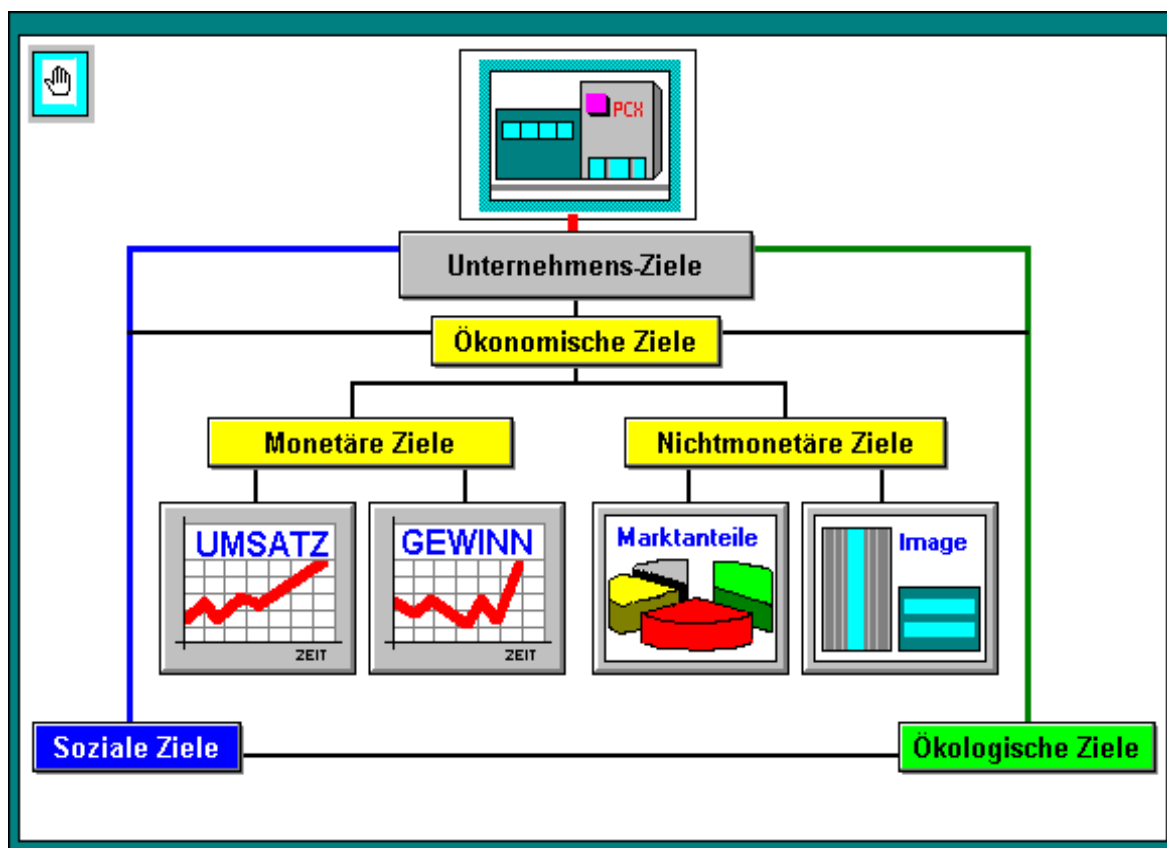 PCX
Unternehmens-Ziele
Ökonomische Ziele
Monetäre Ziele
Nichtmonetäre Ziele
UMSATZ
ZEIT
GEWINN
ZEIT
Marktanteile
Image
Soziale Ziele
Ökologische Ziele